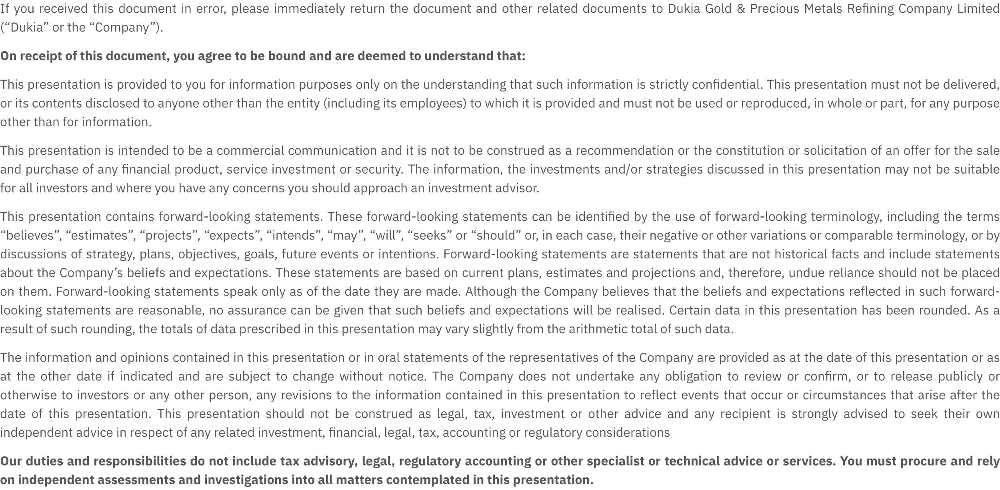 If you received this document in error, please immediately return the document and other related documents to Dukia Gold & Precious Metals Refining Company Limited
(“Dukia” or the “Company”).
On receipt of this document, you agree to be bound and are deemed to understand that:
This presentation is provided to you for information purposes only on the understanding that such information is strictly confidential. This presentation must not be delivered,
or its contents disclosed to anyone other than the entity (including its employees) to which it is provided and must not be used or reproduced, in whole or part, for any purpose
other than for information.
This presentation is intended to be a commercial communication and it is not to be construed as a recommendation or the constitution or solicitation of an offer for the sale
and purchase of any financial product, service investment or security. The information, the investments and/or strategies discussed in this presentation may not be suitable
for all investors and where you have any concerns you should approach an investment advisor.
This presentation contains forward-looking statements. These forward-looking statements can be identified by the use of forward-looking terminology, including the terms
“believes”, “estimates”, “projects”, “expects”, “intends”, “may”, “will”, “seeks” or “should” or, in each case, their negative or other variations or comparable terminology, or by
discussions of strategy, plans, objectives, goals, future events or intentions. Forward-looking statements are statements that are not historical facts and include statements
about the Company’s beliefs and expectations. These statements are based on current plans, estimates and projections and, therefore, undue reliance should not be placed
on them. Forward-looking statements speak only as of the date they are made. Although the Company believes that the beliefs and expectations reflected in such forward-
looking statements are reasonable, no assurance can be given that such beliefs and expectations will be realised. Certain data in this presentation has been rounded. As a
result of such rounding, the totals of data prescribed in this presentation may vary slightly from the arithmetic total of such data.
The information and opinions contained in this presentation or in oral statements of the representatives of the Company are provided as at the date of this presentation or as
at the other date if indicated and are subject to change without notice. The Company does not undertake any obligation to review or confirm, or to release publicly or
otherwise to investors or any other person, any revisions to the information contained in this presentation to reflect events that occur or circumstances that arise after the
date of this presentation. This presentation should not be construed as legal, tax, investment or other advice and any recipient is strongly advised to seek their own
independent advice in respect of any related investment, financial, legal, tax, accounting or regulatory considerations
Our duties and responsibilities do not include tax advisory, legal, regulatory accounting or other specialist or technical advice or services. You must procure and rely
on independent assessments and investigations into all matters contemplated in this presentation.